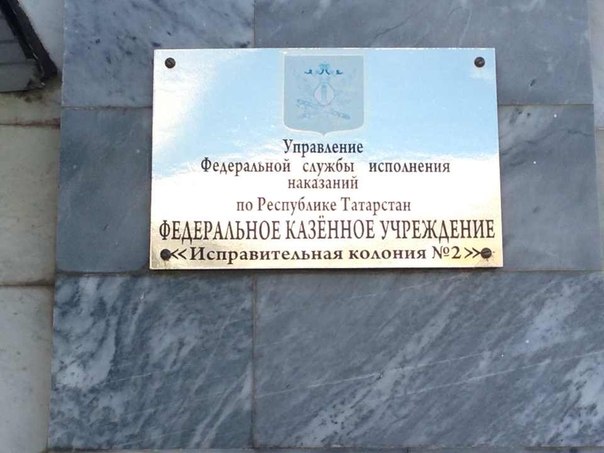 Управление
Федеральной службы исполнения
наказаний
по Республике Татарстан
ФЕДЕРАЛЬНОЕ КАЗЁННОЕ УЧРЕЖДЕНИЕ
«Исправительная колония №2»